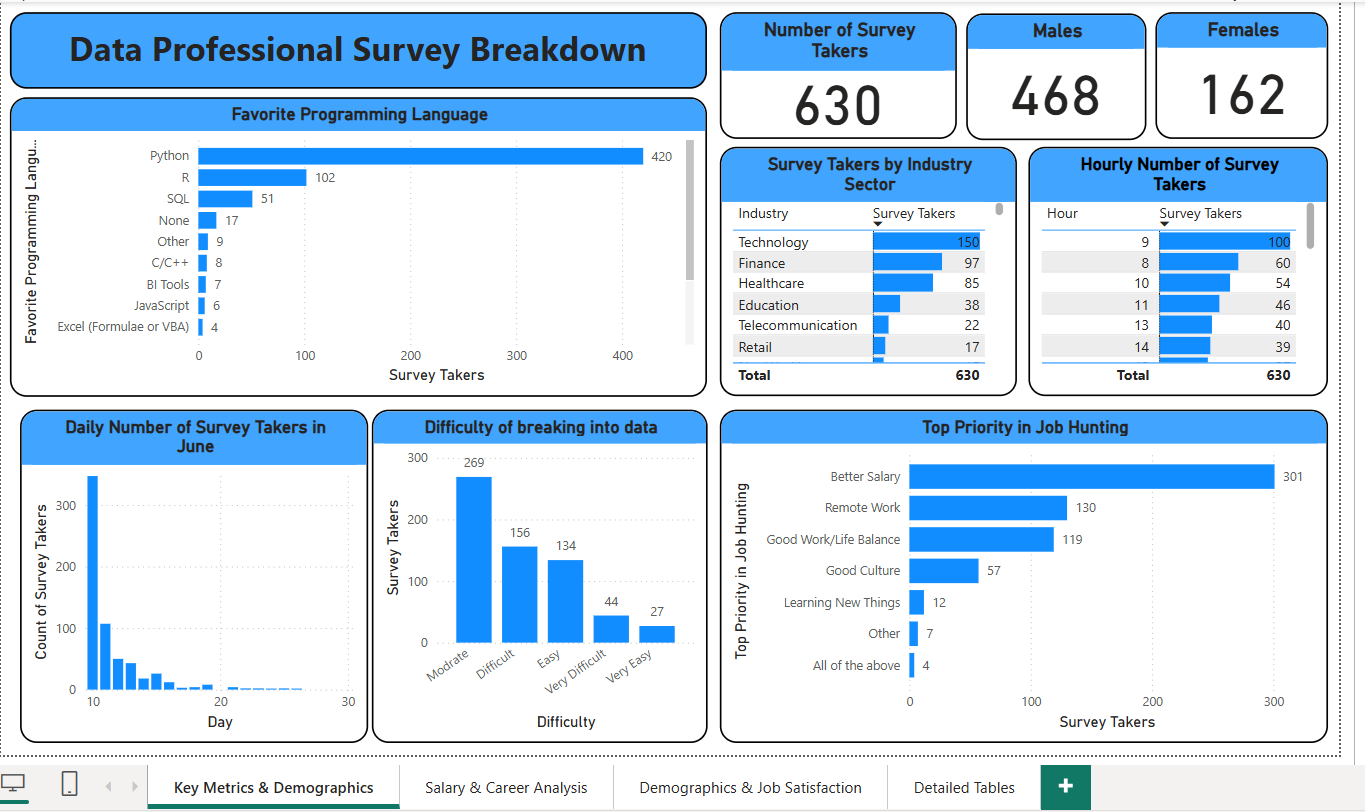 Data Professional Survey Breakdown
Number of Survey
Takers
630
Males
468
Females
162
Favorite Programming Language
Favorite Programming Langu...
Python 420
R 102
SQL 51
None 17
Other 9
C/C++ 8
BI Tools 7
JavaScript 6
Excel (Formulae or VBA) 4
0 100 200 300 400
Survey Takers
Survey Takers by Industry
Sector
Industry Survey Takers
Technology 150
Finance 97
Healthcare 85
Education 38
Telecommunication 22
Retail 17
Total 630
Hourly Number of Survey
Takers
Hour Survey Takers
9 100
8 60
10 54
11 46
13 40
14 39
Total 630
Daily Number of Survey Takers in
June
Count of Survey Takers
300
200
100
0
10 20 30
Day
Difficulty of breaking into data
Survey Takers
300
200
100
0
269
156
134
44
27
Modrate
Difficult
Easy
Very Difficult
Very Easy
Difficulty
Top Priority in Job Hunting
Top Priority in Job Hunting
Better Salary 301
Remote Work 130
Good Work/Life Balance 119
Good Culture 57
Learning New Things 12
Other 7
All of the above 4
0 100 200 300
Survey Takers
Key Metrics & Demographics
Salary & Career Analysis
Demographics & Job Satisfaction
Detailed Tables